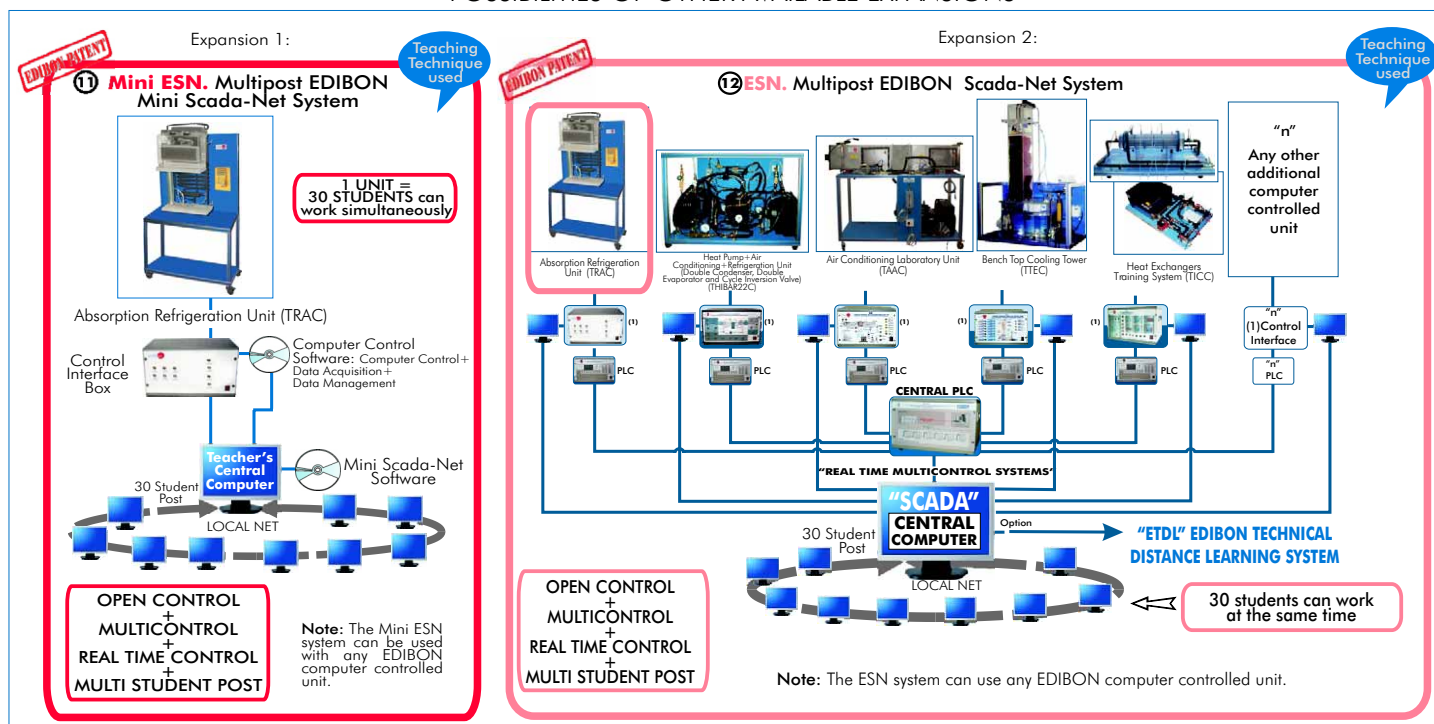 Expansion 1:
EDIBON PATENT
Teaching
Technique
used
11 Mini ESN. Multipost EDIBON
Mini Scada-Net System
1 UNIT =
30 STUDENTS can
work simultaneously
Absorption Refrigeration Unit (TRAC)
Control
Interface
Box
Computer Control
Software: Computer Control+
Data Acquisition+
Data Management
Teacher's
Central
Computer
Mini Scada-Net
Software
30 Student
Post
LOCAL NET
OPEN CONTROL
+
MULTICONTROL
+
REAL TIME CONTROL
+
MULTI STUDENT POST
Note: The Mini ESN
system can be used
with any EDIBON
computer controlled
unit.
Expansion 2:
EDIBON PATENT
Teaching
Technique
used
12 ESN. Multipost EDIBON Scada-Net System
Absorption Refrigeration
Unit (TRAC)
Heat Pump+Air
Conditioning+Refrigeration Unit
(Double Condenser, Double
Evaporator and Cycle Inversion Valve)
(THIBAR22C)
Air Conditioning Laboratory Unit
(TAAC)
Bench Top Cooling Tower
(TTEC)
Heat Exchangers
Training System (TICC)
"n"
Any other
additional
computer
controlled
unit
(1)
(1)
(1)
(1)
(1)
"n"
(1)Control
Interface
PLC
PLC
PLC
PLC
PLC
"n"
PLC
CENTRAL PLC
"REAL TIME MULTICONTROL SYSTEMS"
"SCADA"
CENTRAL
COMPUTER
Option
"ETDL" EDIBON TECHNICAL
DISTANCE LEARNING SYSTEM
30 Student
Post
LOCAL NET
30 students can work
at the same time
OPEN CONTROL
+
MULTICONTROL
+
REAL TIME CONTROL
+
MULTI STUDENT POST
Note: The ESN system can use any EDIBON computer controlled unit.